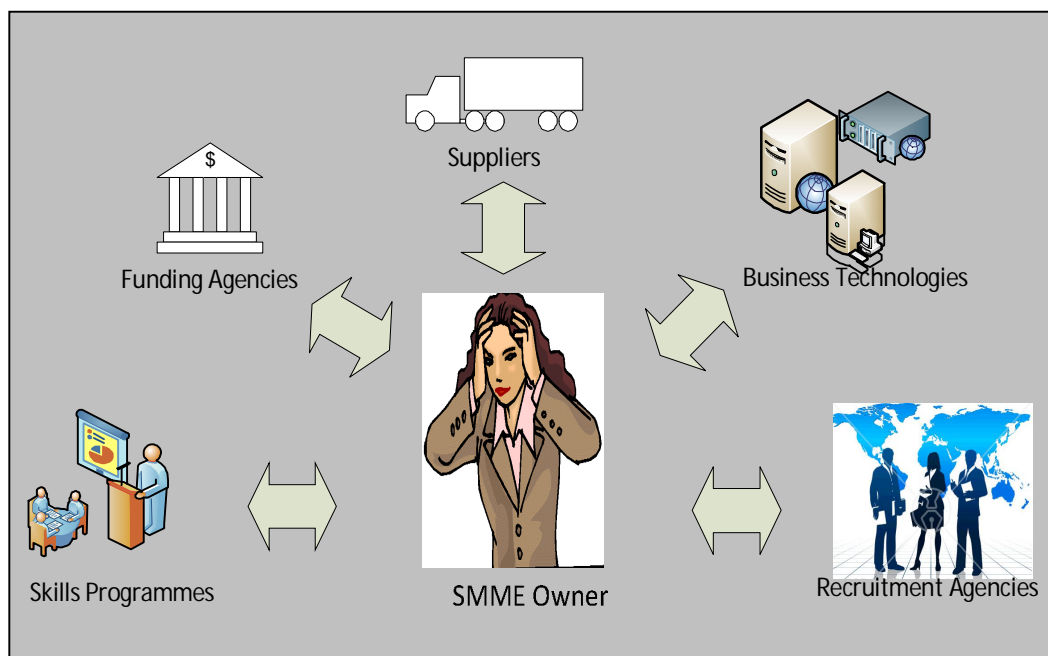 Suppliers
$
Funding Agencies
Business Technologies
Skills Programmes
SMME Owner
Recruitment Agencies